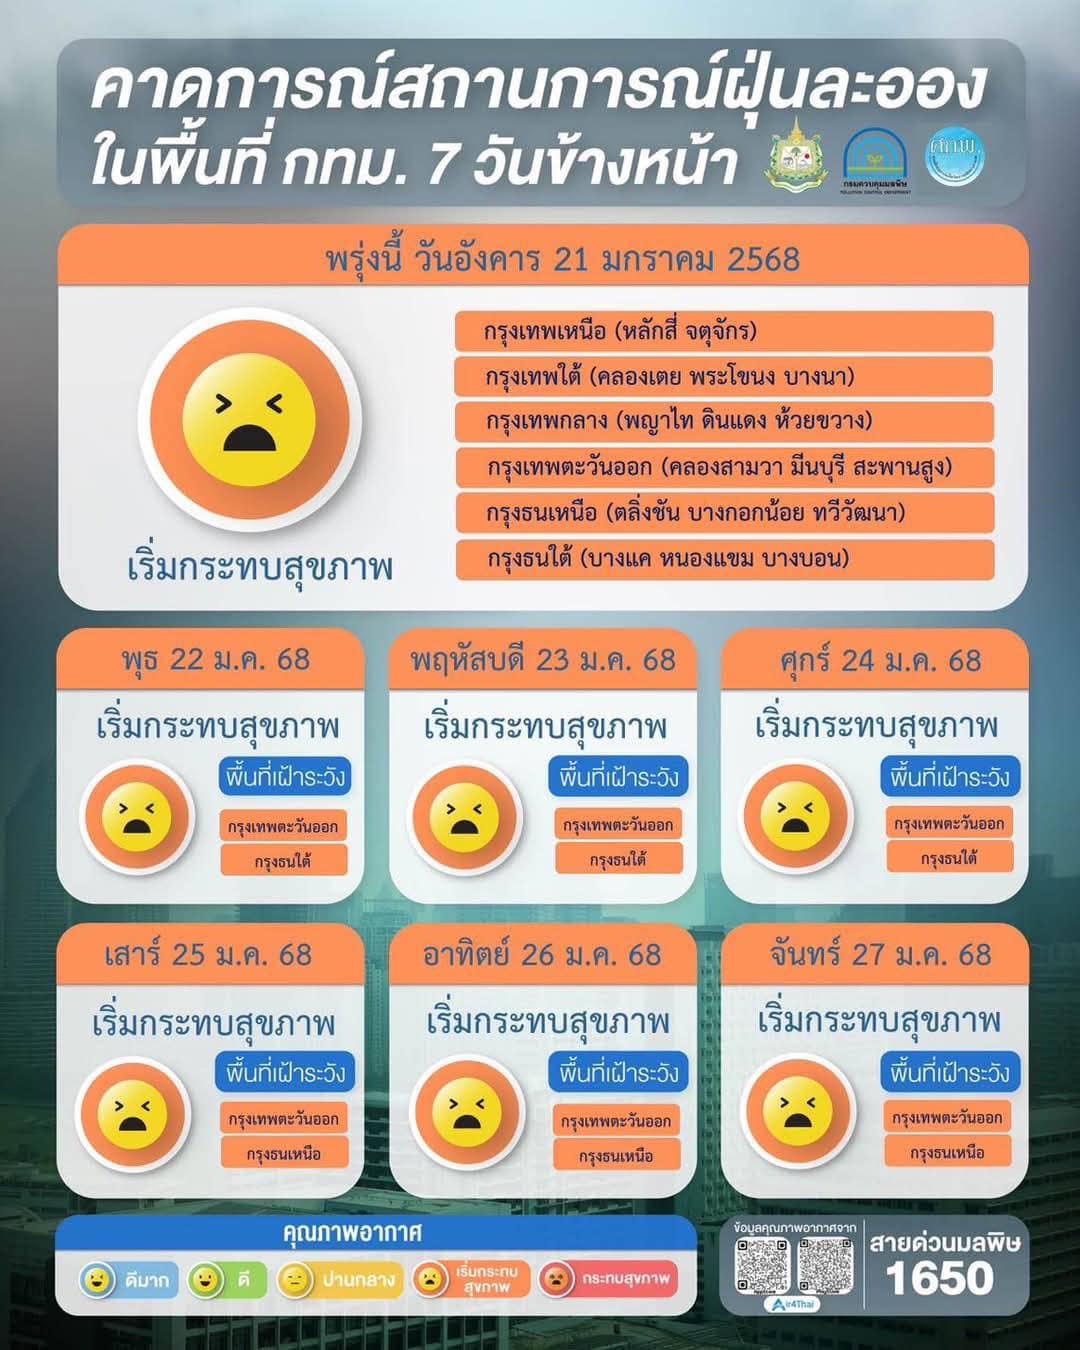 คาดการณ์สถานการณ์ฝุ่นละออง
ในพื้นที่ กทม. 7 วันข้างหน้า
กรมควบคุมมลพิษ
POLLUTION CONTROL DEPARTMENT
ศกพ.
พรุ่งนี้ วันอังคาร 21 มกราคม 2568
กรุงเทพเหนือ (หลักสี่ จตุจักร)
กรุงเทพใต้ (คลองเตย พระโขนง บางนา)
กรุงเทพกลาง (พญาไท ดินแดง ห้วยขวาง)
กรุงเทพตะวันออก (คลองสามวา มีนบุรี สะพานสูง)
กรุงธนเหนือ (ตลิ่งชัน บางกอกน้อย ทวีวัฒนา)
กรุงธนใต้ (บางแค หนองแขม บางบอน)
เริ่มกระทบสุขภาพ
พุธ 22 ม.ค. 68
เริ่มกระทบสุขภาพ
พื้นที่เฝ้าระวัง
กรุงเทพตะวันออก
กรุงธนใต้
พฤหัสบดี 23 ม.ค. 68
เริ่มกระทบสุขภาพ
พื้นที่เฝ้าระวัง
กรุงเทพตะวันออก
กรุงธนใต้
ศุกร์ 24 ม.ค. 68
เริ่มกระทบสุขภาพ
พื้นที่เฝ้าระวัง
กรุงเทพตะวันออก
กรุงธนใต้
เสาร์ 25 ม.ค. 68
เริ่มกระทบสุขภาพ
พื้นที่เฝ้าระวัง
กรุงเทพตะวันออก
กรุงธนเหนือ
อาทิตย์ 26 ม.ค. 68
เริ่มกระทบสุขภาพ
พื้นที่เฝ้าระวัง
กรุงเทพตะวันออก
กรุงธนเหนือ
จันทร์ 27 ม.ค. 68
เริ่มกระทบสุขภาพ
พื้นที่เฝ้าระวัง
กรุงเทพตะวันออก
กรุงธนเหนือ
คุณภาพอากาศ
ดีมาก
ดี
ปานกลาง
เริ่มกระทบ
สุขภาพ
กระทบสุขภาพ
ข้อมูลคุณภาพอากาศจาก
Air4Thai
สายด่วนมลพิษ
1650